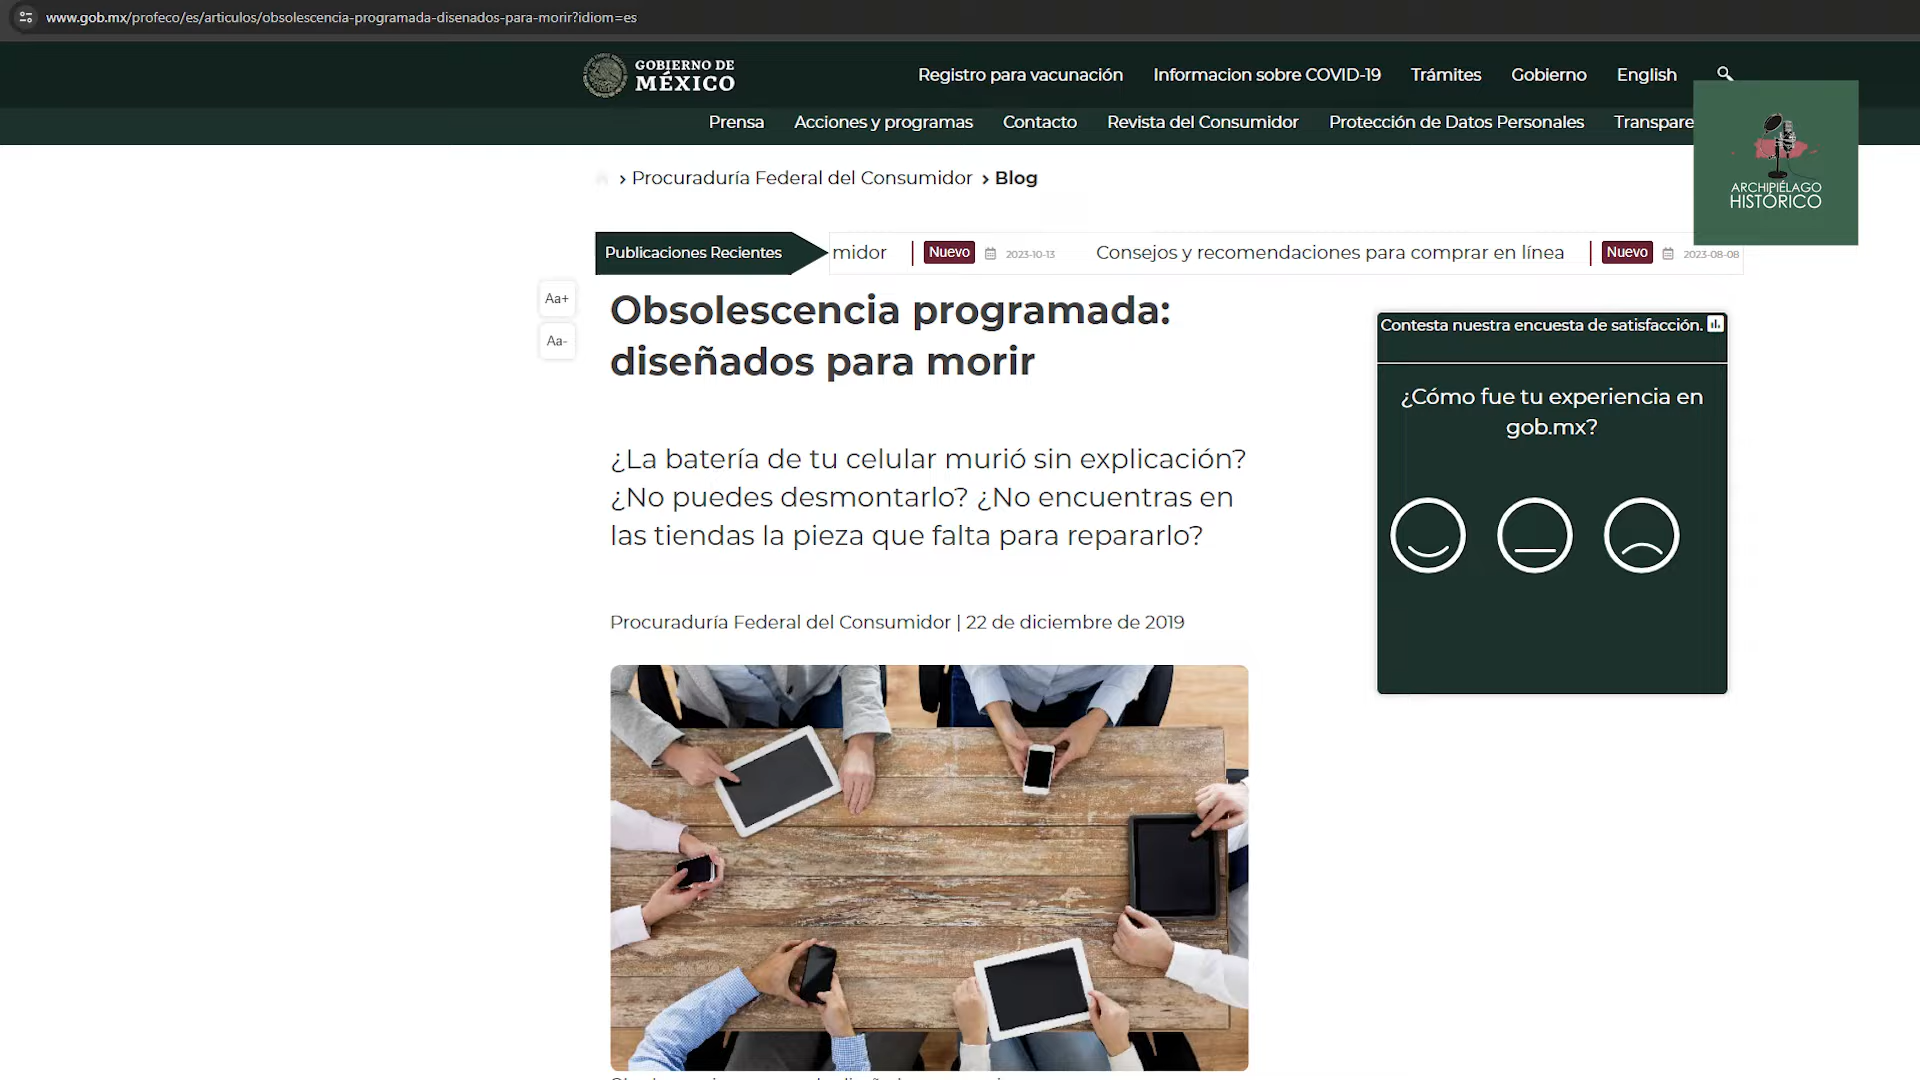 www.gob.mx/profeco/es/articulos/obsolescencia-programada-disenados-para-morir?idiom=es
GOBIERNO DE
MÉXICO
Registro para vacunación Informacion sobre COVID-19 Trámites Gobierno English
Prensa Acciones y programas Contacto Revista del Consumidor Protección de Datos Personales Transpare
ARCHIPIÉLAGO
HISTÓRICO
› Procuraduría Federal del Consumidor › Blog
Publicaciones Recientes midor Nuevo 2023-10-13 Consejos y recomendaciones para comprar en línea Nuevo 2023-08-08
Aa+
Aa-
Obsolescencia programada:
diseñados para morir
¿La batería de tu celular murió sin explicación?
¿No puedes desmontarlo? ¿No encuentras en
las tiendas la pieza que falta para repararlo?
Procuraduría Federal del Consumidor | 22 de diciembre de 2019
Contesta nuestra encuesta de satisfacción.
¿Cómo fue tu experiencia en
gob.mx?